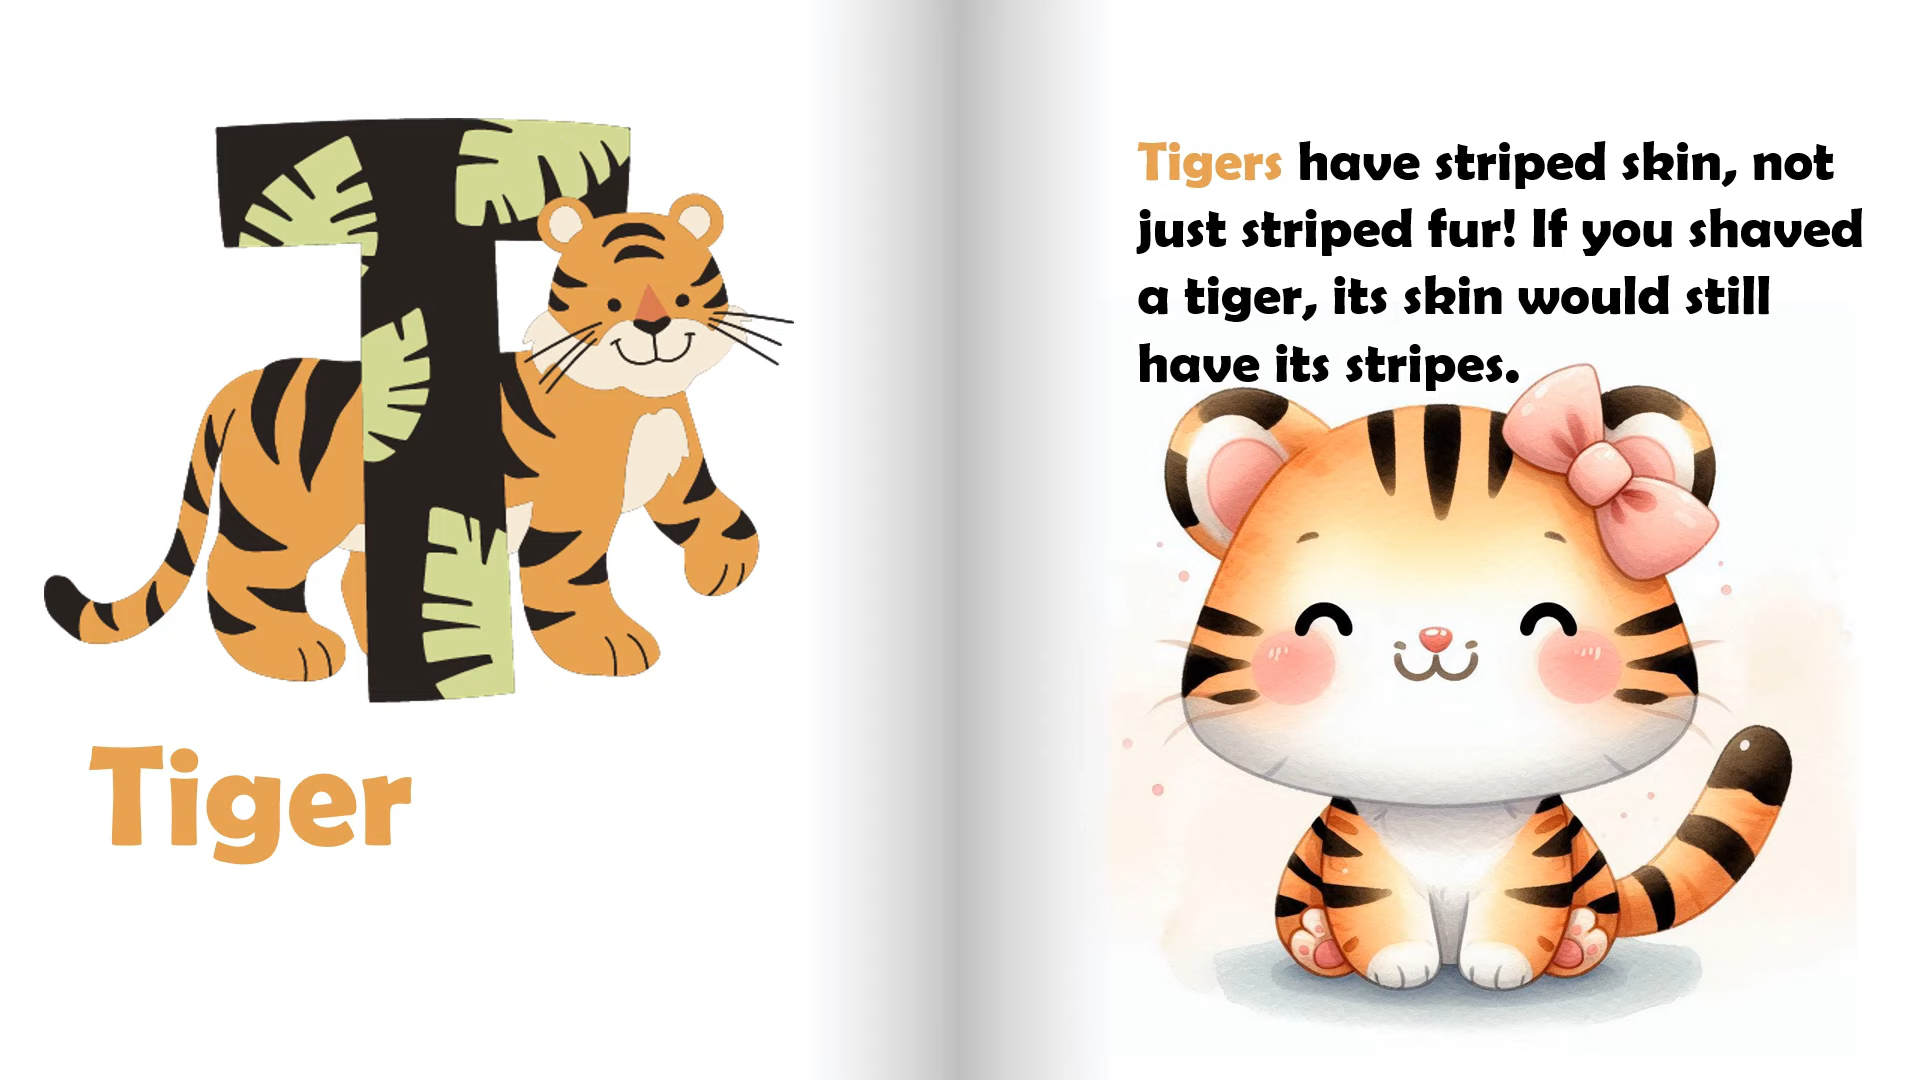 T
Tiger
Tigers have striped skin, not
just striped fur! If you shaved
a tiger, its skin would still
have its stripes.